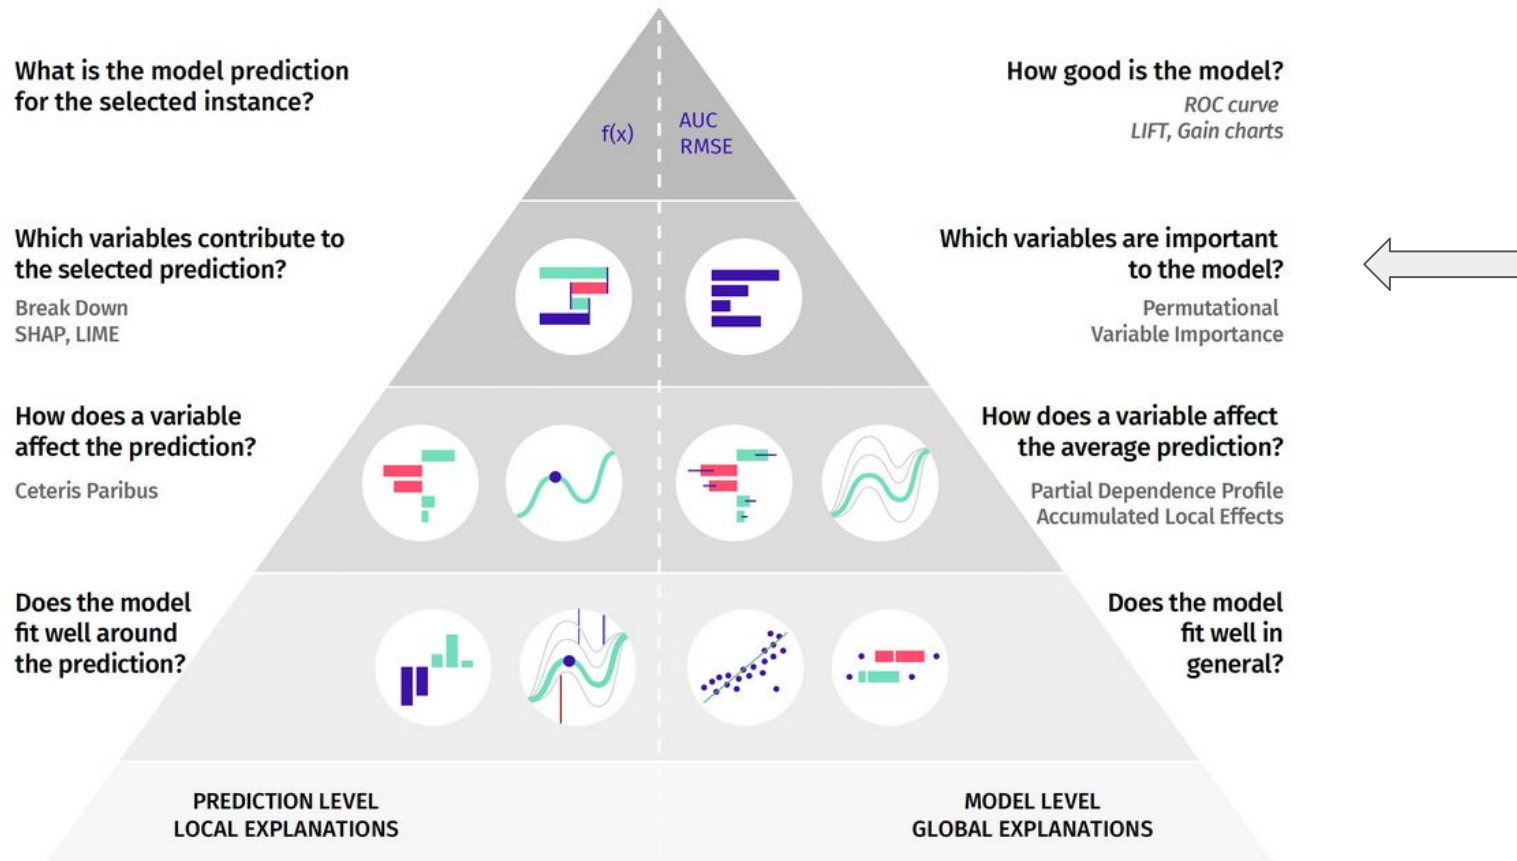 What is the model prediction
for the selected instance?
How good is the model?
ROC curve
LIFT, Gain charts
f(x)
AUC
RMSE
Which variables contribute to
the selected prediction?
Break Down
SHAP, LIME
Which variables are important
to the model?
Permutational
Variable Importance
How does a variable
affect the prediction?
Ceteris Paribus
How does a variable affect
the average prediction?
Partial Dependence Profile
Accumulated Local Effects
Does the model
fit well around
the prediction?
Does the model
fit well in
general?
PREDICTION LEVEL
LOCAL EXPLANATIONS
MODEL LEVEL
GLOBAL EXPLANATIONS